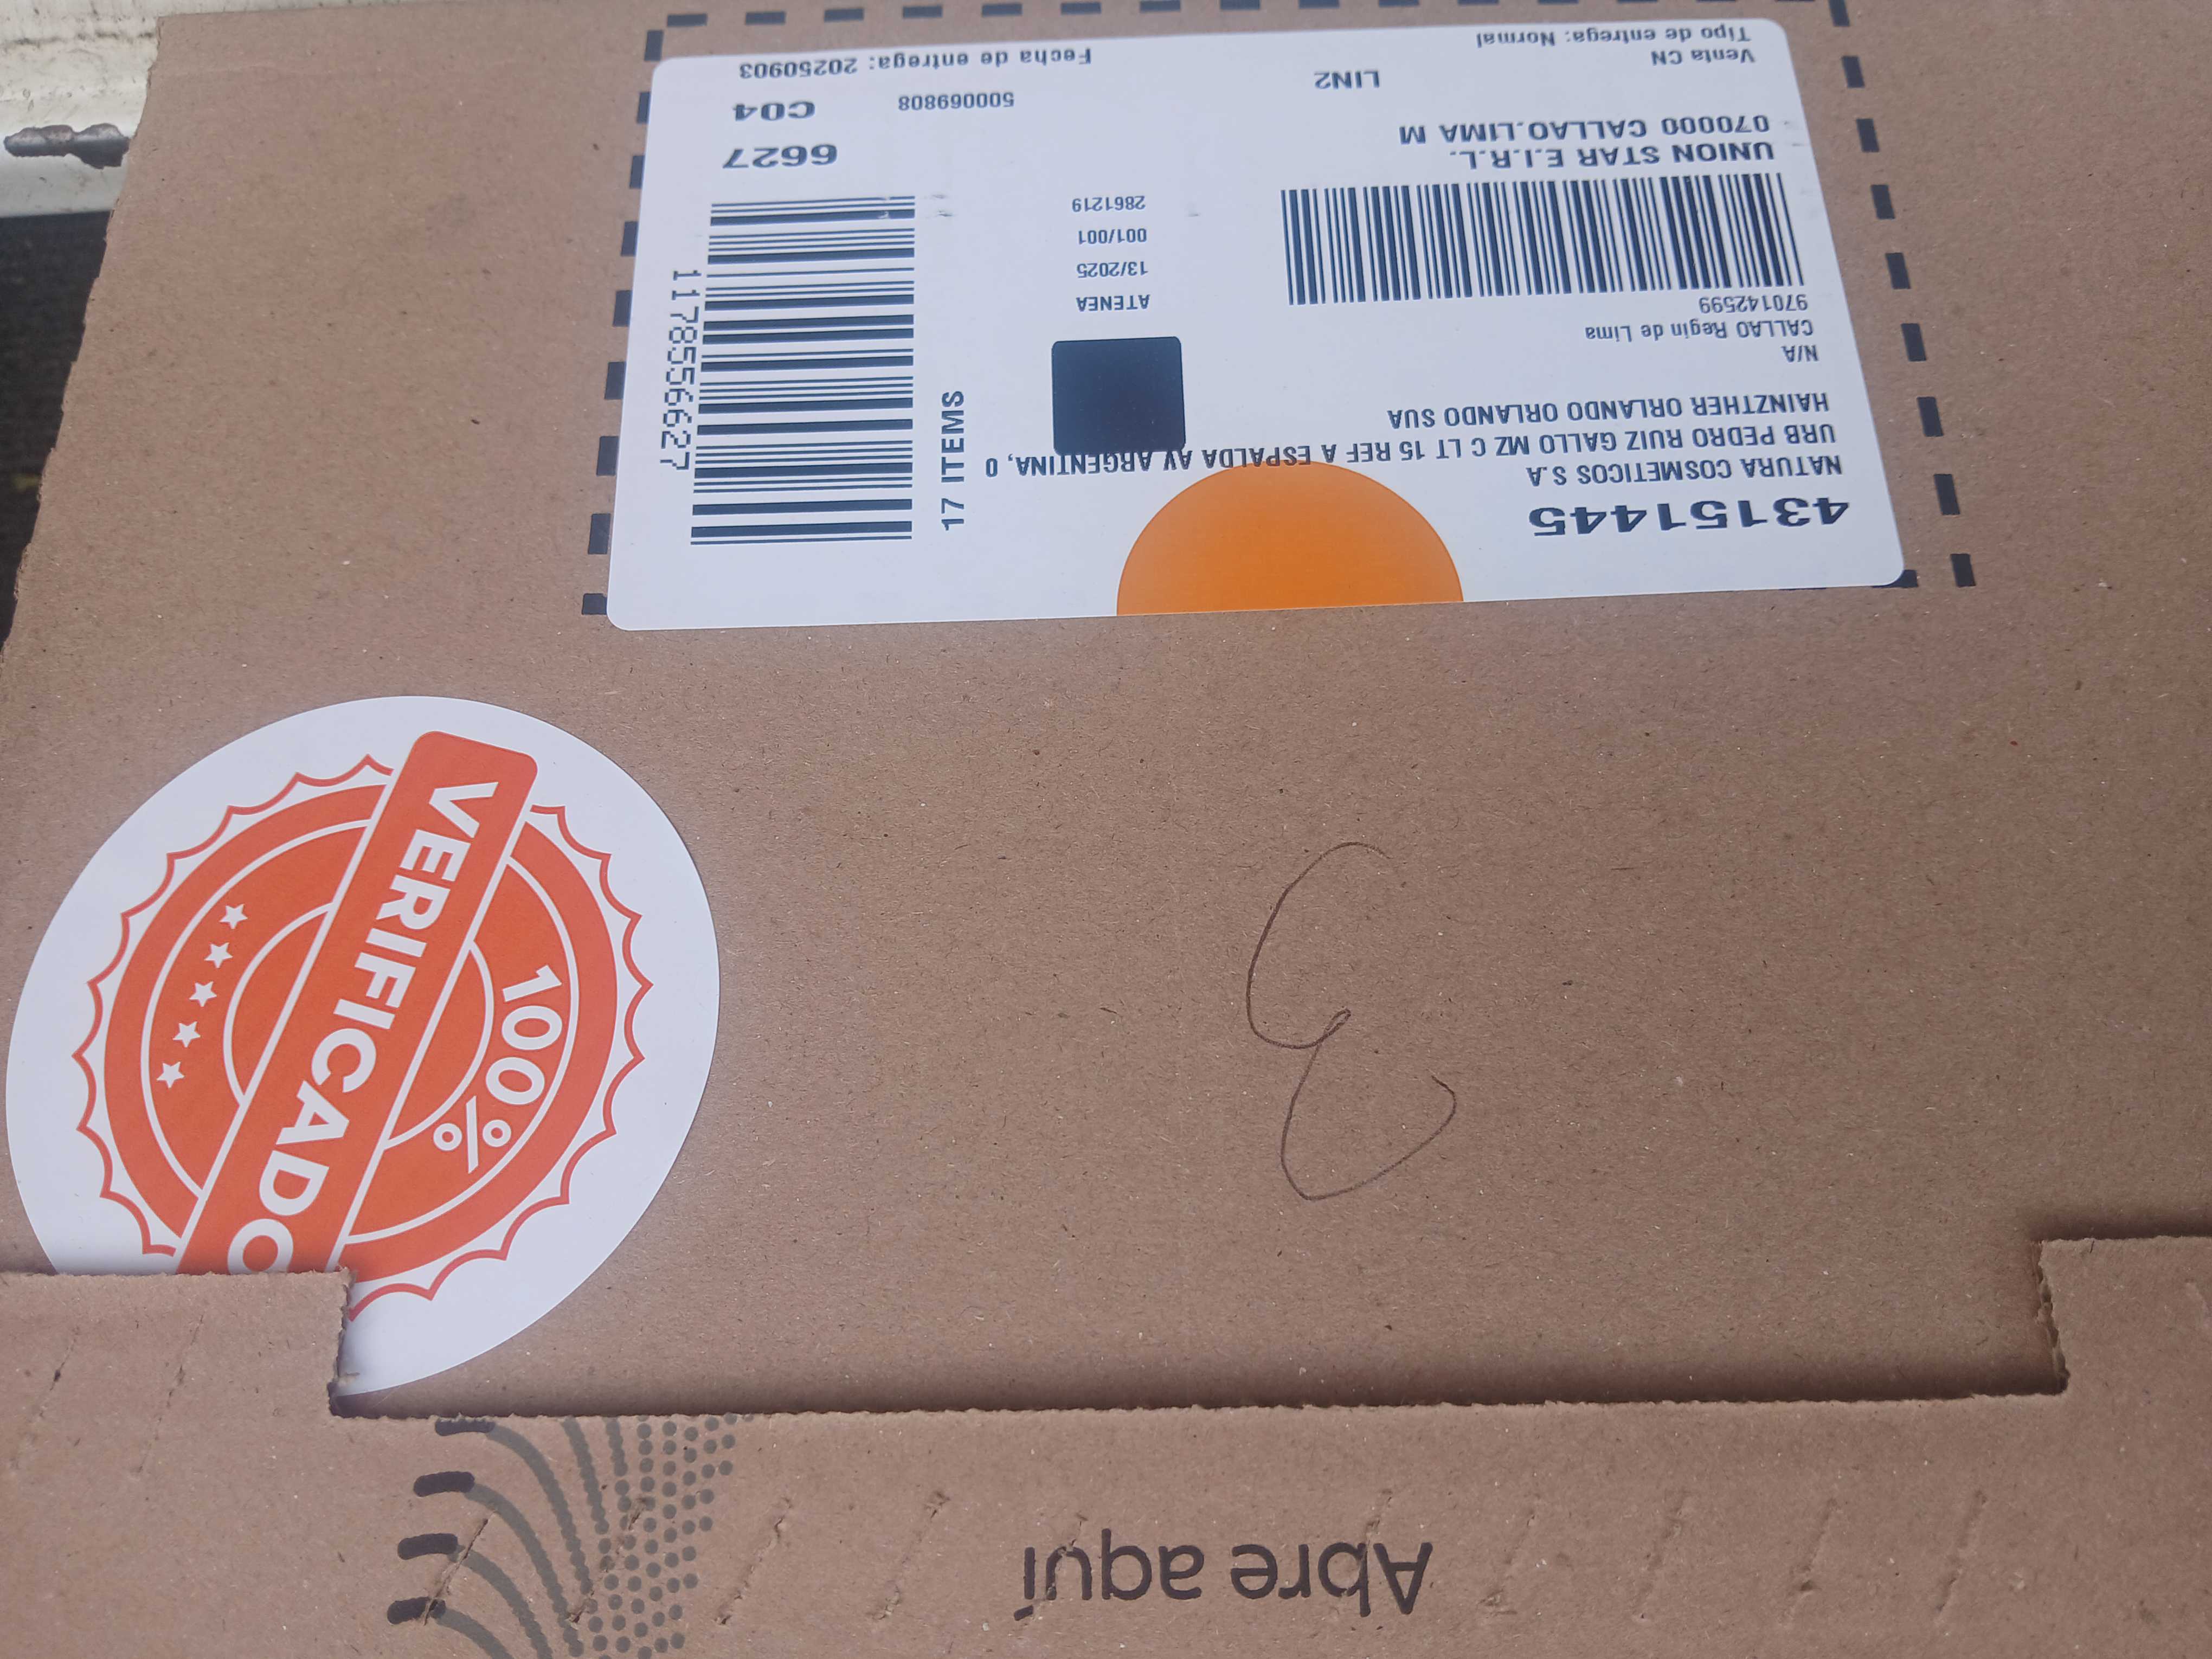 43151445
NATURA COSMETICOS S.A
URB PEDRO RUIZ GALLO MZ C LT 15 REF A ESPALDA AV ARGENTINA, 0
HAINZTHER ORLANDO ORLANDO SUA
N/A
CALLAO Regin de Lima
970142599
UNION STAR E.I.R.L.
070000 CALLAO.LIMA M
Venta CN
LIN2
Tipo de entrega: Normal
ATENEA
13/2025
001/001
2861219
17 ITEMS
1178556627
6627
500069808
C04
Fecha de entrega: 20250903
100%
VERIFICADO
Abre aquí